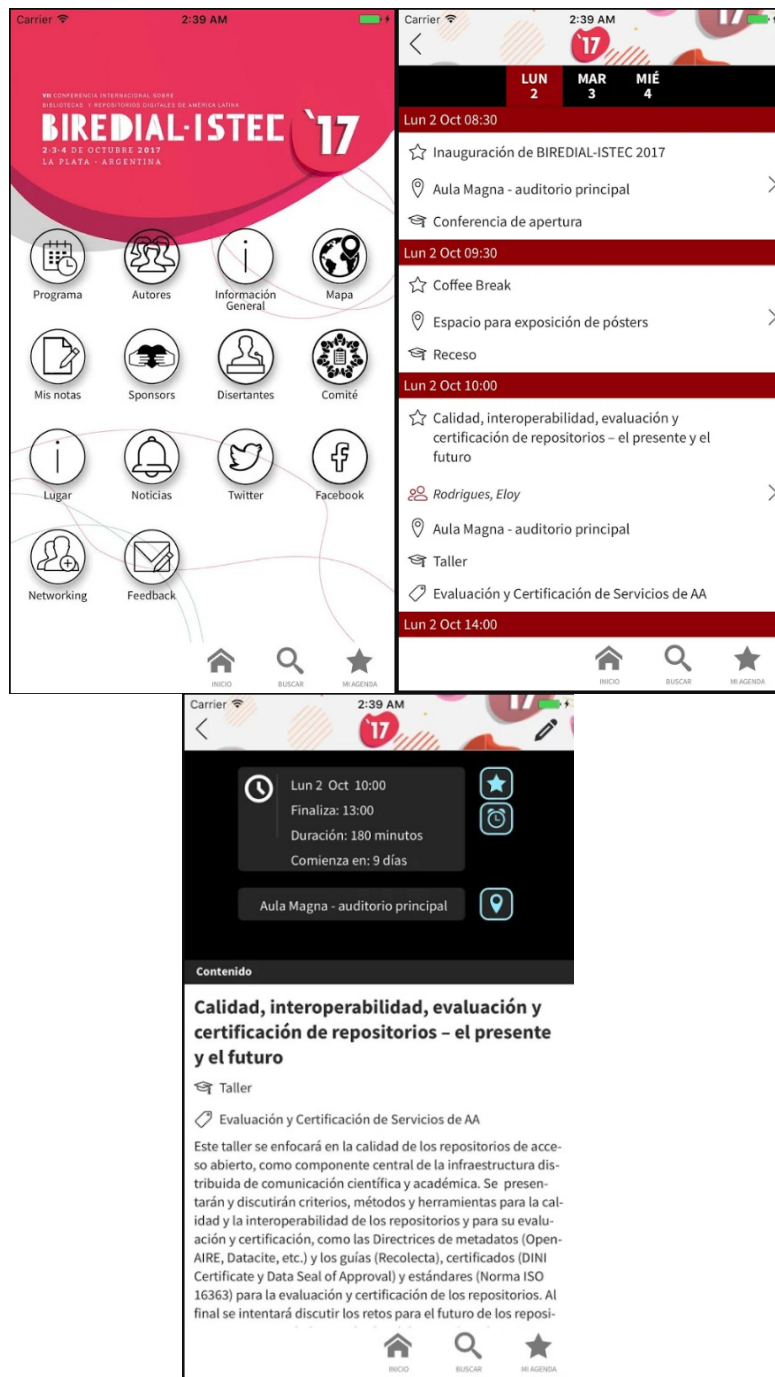 Carrier 2:39 AM
VII CONFERENCIA INTERNACIONAL SOBRE
BIBLIOTECAS Y REPOSITORIOS DIGITALES DE AMÉRICA LATINA
BIREDIAL-ISTEC `17
2·3·4 DE OCTUBRE 2017
LA PLATA · ARGENTINA
Programa Autores Información General Mapa
Mis notas Sponsors Disertantes Comité
Lugar Noticias Twitter Facebook
Networking Feedback
INICIO BUSCAR MI AGENDA
Carrier 2:39 AM
'17
'17
LUN MAR MIÉ
2 3 4
Lun 2 Oct 08:30
Inauguración de BIREDIAL-ISTEC 2017
Aula Magna - auditorio principal
Conferencia de apertura
Lun 2 Oct 09:30
Coffee Break
Espacio para exposición de pósters
Receso
Lun 2 Oct 10:00
Calidad, interoperabilidad, evaluación y
certificación de repositorios – el presente y el
futuro
Rodrigues, Eloy
Aula Magna - auditorio principal
Taller
Evaluación y Certificación de Servicios de AA
Lun 2 Oct 14:00
INICIO BUSCAR MI AGENDA
Carrier 2:39 AM
'17
'17
Lun 2 Oct 10:00
Finaliza: 13:00
Duración: 180 minutos
Comienza en: 9 días
Aula Magna - auditorio principal
Contenido
Calidad, interoperabilidad, evaluación y
certificación de repositorios – el presente
y el futuro
Taller
Evaluación y Certificación de Servicios de AA
Este taller se enfocará en la calidad de los repositorios de acce-
so abierto, como componente central de la infraestructura dis-
tribuida de comunicación científica y académica. Se presen-
tarán y discutirán criterios, métodos y herramientas para la cal-
idad y la interoperabilidad de los repositorios y para su evalu-
ación y certificación, como las Directrices de metadatos (Open-
AIRE, Datacite, etc.) y los guías (Recolecta), certificados (DINI
Certificate y Data Seal of Approval) y estándares (Norma ISO
16363) para la evaluación y certificación de los repositorios. Al
final se intentará discutir los retos para el futuro de los reposi-
INICIO BUSCAR MI AGENDA